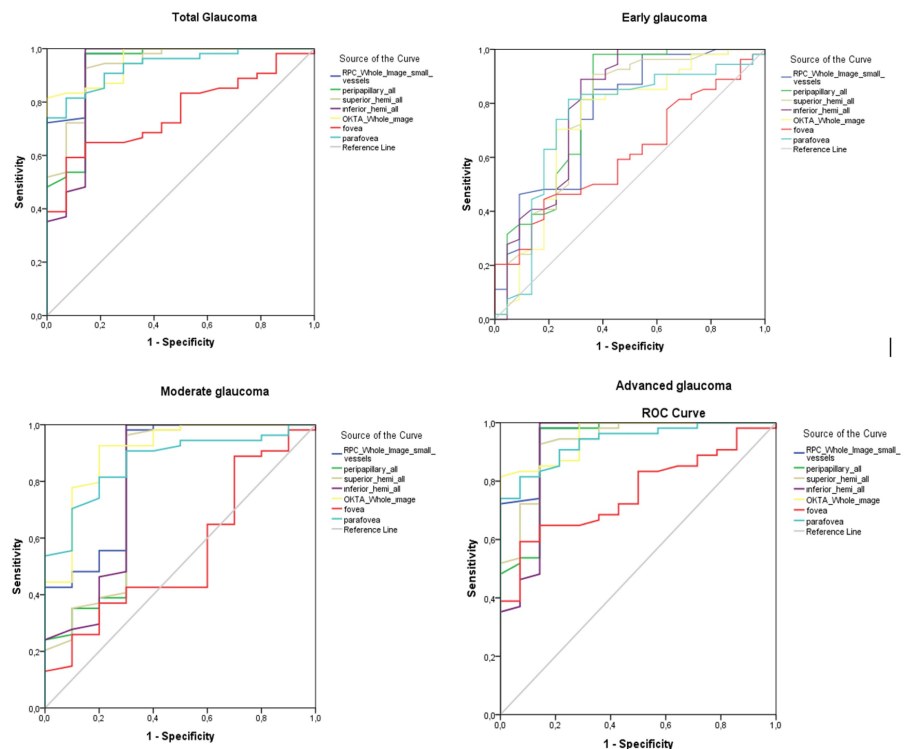 Total Glaucoma
Source of the Curve
RPC_Whole_Image_small_
vessels
peripapillary_all
superior_hemi_all
inferior_hemi_all
OKTA_Whole_image
fovea
parafovea
Reference Line
Sensitivity
1,0
0,8
0,6
0,4
0,2
0,0
0,0 0,2 0,4 0,6 0,8 1,0
1 - Specificity
Early glaucoma
Source of the Curve
RPC_Whole_Image_small_
vessels
peripapillary_all
superior_hemi_all
inferior_hemi_all
OKTA_Whole_image
fovea
parafovea
Reference Line
Sensitivity
1,0
0,8
0,6
0,4
0,2
0,0
0,0 0,2 0,4 0,6 0,8 1,0
1 - Specificity
Moderate glaucoma
Source of the Curve
RPC_Whole_Image_small_
vessels
peripapillary_all
superior_hemi_all
inferior_hemi_all
OKTA_Whole_image
fovea
parafovea
Reference Line
Sensitivity
1,0
0,8
0,6
0,4
0,2
0,0
0,0 0,2 0,4 0,6 0,8 1,0
1 - Specificity
Advanced glaucoma
ROC Curve
Source of the Curve
RPC_Whole_Image_small_
vessels
peripapillary_all
superior_hemi_all
inferior_hemi_all
OKTA_Whole_image
fovea
parafovea
Reference Line
Sensitivity
1,0
0,8
0,6
0,4
0,2
0,0
0,0 0,2 0,4 0,6 0,8 1,0
1 - Specificity